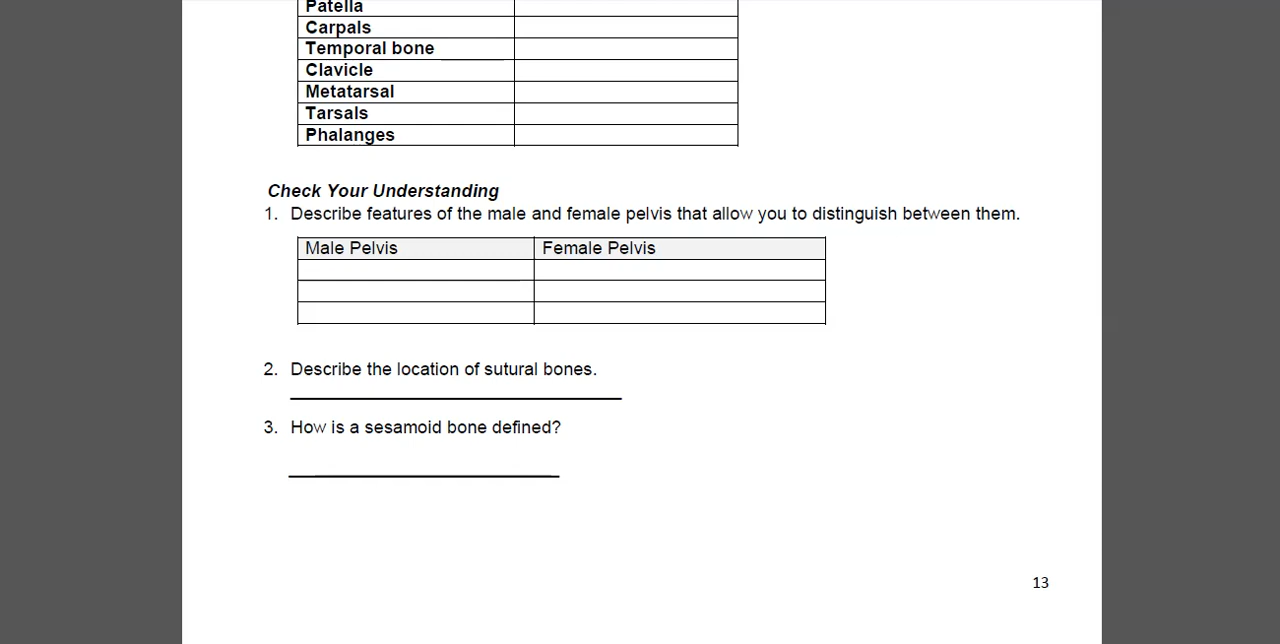 Patella
Carpals
Temporal bone
Clavicle
Metatarsal
Tarsals
Phalanges
Check Your Understanding
1. Describe features of the male and female pelvis that allow you to distinguish between them.
Male Pelvis Female Pelvis
2. Describe the location of sutural bones.
3. How is a sesamoid bone defined?
13